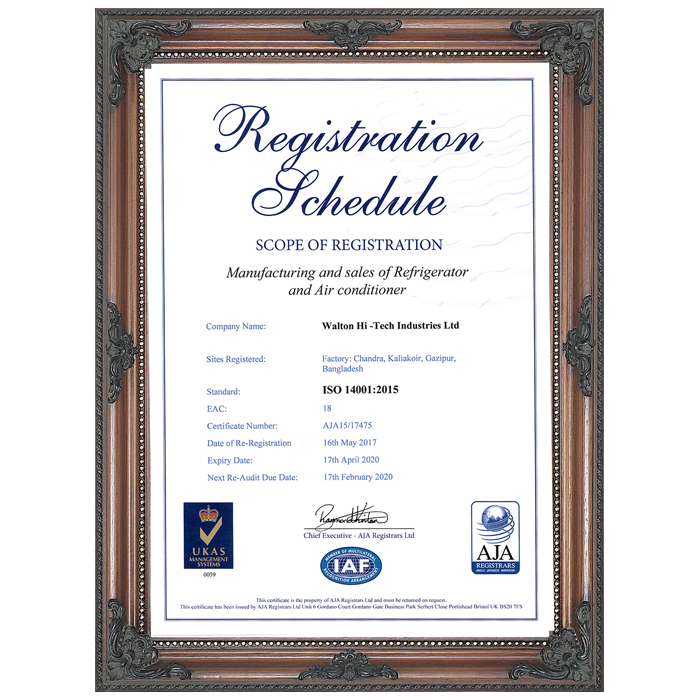 Registration
Schedule
SCOPE OF REGISTRATION
Manufacturing and sales of Refrigerator
and Air conditioner
Company Name: Walton Hi -Tech Industries Ltd
Sites Registered: Factory: Chandra, Kaliakoir, Gazipur,
Bangladesh
Standard: ISO 14001:2015
EAC: 18
Certificate Number: AJA15/17475
Date of Re-Registration 16th May 2017
Expiry Date: 17th April 2020
Next Re-Audit Due Date: 17th February 2020
UKAS
MANAGEMENT
SYSTEMS
0059
Chief Executive - AJA Registrars Ltd
MEMBER OF MULTILATERAL
IAF
RECOGNITION ARRANGEMENT
AJA
REGISTRARS
ANGLO JAPANESE AMERICAN
This certificate is the property of AJA Registrars Ltd and must be returned on request.
This certificate has been issued by AJA Registrars Ltd Unit 6 Gordano Court Gordano Gate Business Park Serbert Close Portishead Bristol UK BS20 7FS